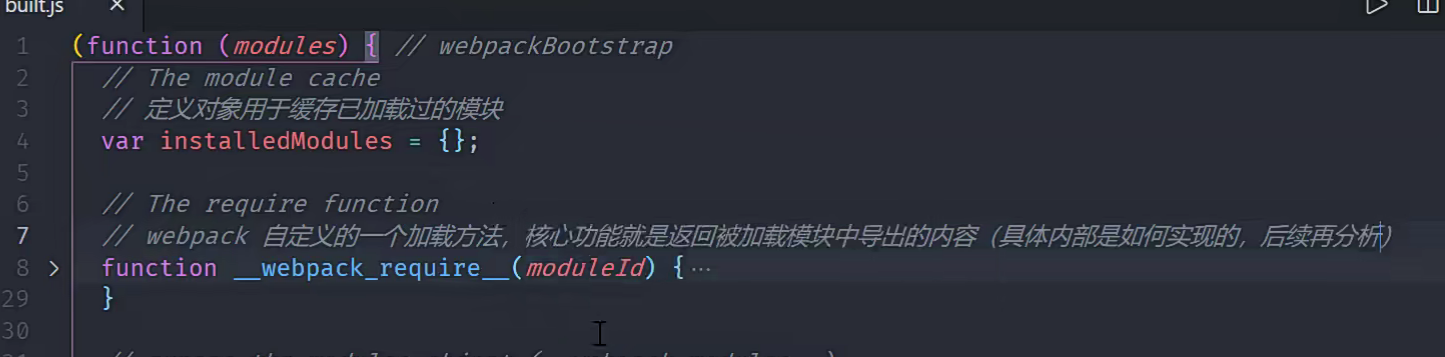 built.js ×
1 (function (modules) { // webpackBootstrap
2 // The module cache
3 // 定义对象用于缓存已加载过的模块
4 var installedModules = {};
5
6 // The require function
7 // webpack 自定义的一个加载方法，核心功能就是返回被加载模块中导出的内容（具体内部是如何实现的，后续再分析）
8 > function __webpack_require__(moduleId) {···
29 }
30